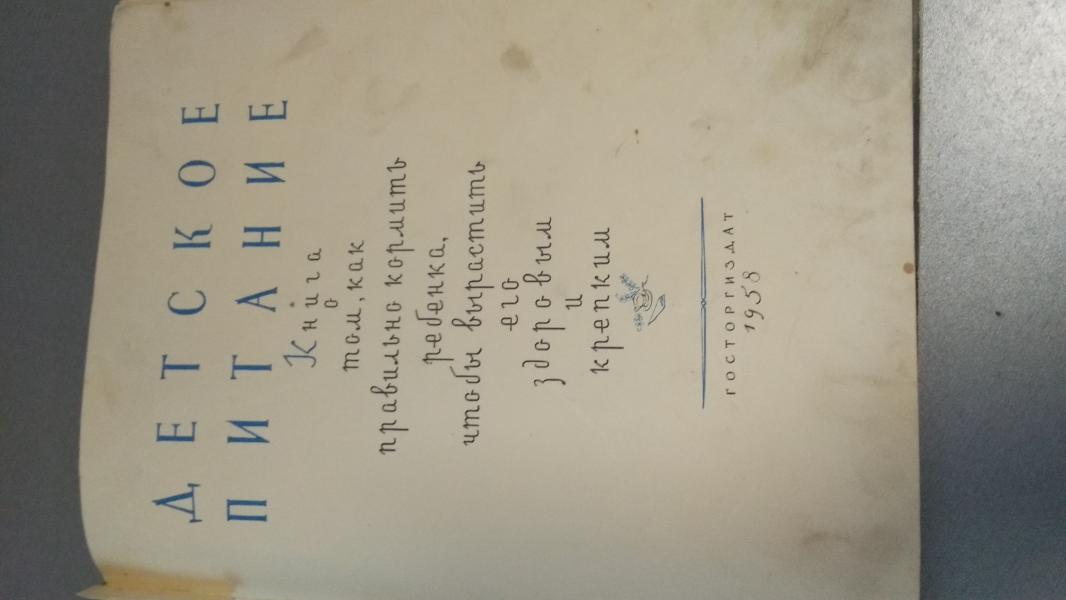 ДЕТСКОЕ
ПИТАНИЕ
Книга
о
том, как
правильно кормить
ребенка,
чтобы вырастить
его
здоровым
и
крепким
ГОСТОРГИЗДАТ
1958